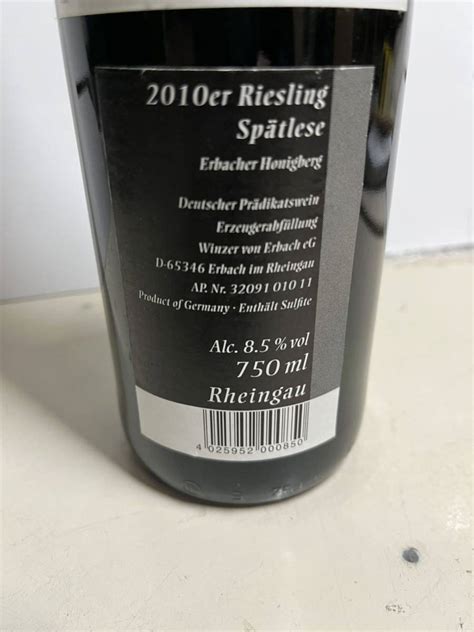 2010er Riesling
Spätlese
Erbacher Honigberg
Deutscher Prädikatswein
Erzeugerabfüllung
Winzer von Erbach eG
D-65346 Erbach im Rheingau
AP. Nr. 32091 010 11
Product of Germany · Enthält Sulfite
Alc. 8.5 % vol
750 ml
Rheingau
4 025952 000850